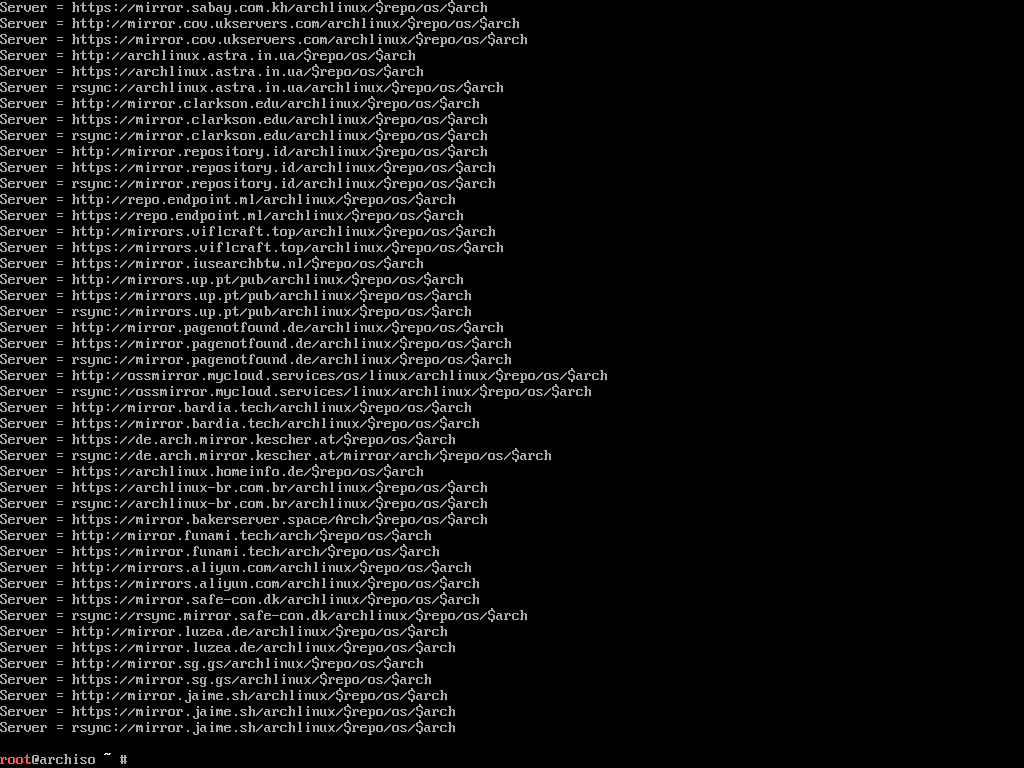 Server = https://mirror.sabay.com.kh/archlinux/$repo/os/$arch
Server = http://mirror.cov.ukservers.com/archlinux/$repo/os/$arch
Server = https://mirror.cov.ukservers.com/archlinux/$repo/os/$arch
Server = http://archlinux.astra.in.ua/$repo/os/$arch
Server = https://archlinux.astra.in.ua/$repo/os/$arch
Server = rsync://archlinux.astra.in.ua/archlinux/$repo/os/$arch
Server = http://mirror.clarkson.edu/archlinux/$repo/os/$arch
Server = https://mirror.clarkson.edu/archlinux/$repo/os/$arch
Server = rsync://mirror.clarkson.edu/archlinux/$repo/os/$arch
Server = http://mirror.repository.id/archlinux/$repo/os/$arch
Server = https://mirror.repository.id/archlinux/$repo/os/$arch
Server = rsync://mirror.repository.id/archlinux/$repo/os/$arch
Server = http://repo.endpoint.ml/archlinux/$repo/os/$arch
Server = https://repo.endpoint.ml/archlinux/$repo/os/$arch
Server = http://mirrors.viflcraft.top/archlinux/$repo/os/$arch
Server = https://mirrors.viflcraft.top/archlinux/$repo/os/$arch
Server = https://mirror.iusearchbtw.nl/$repo/os/$arch
Server = http://mirrors.up.pt/pub/archlinux/$repo/os/$arch
Server = https://mirrors.up.pt/pub/archlinux/$repo/os/$arch
Server = rsync://mirrors.up.pt/pub/archlinux/$repo/os/$arch
Server = http://mirror.pagenotfound.de/archlinux/$repo/os/$arch
Server = https://mirror.pagenotfound.de/archlinux/$repo/os/$arch
Server = rsync://mirror.pagenotfound.de/archlinux/$repo/os/$arch
Server = http://ossmirror.mycloud.services/os/linux/archlinux/$repo/os/$arch
Server = rsync://ossmirror.mycloud.services/linux/archlinux/$repo/os/$arch
Server = http://mirror.bardia.tech/archlinux/$repo/os/$arch
Server = https://mirror.bardia.tech/archlinux/$repo/os/$arch
Server = https://de.arch.mirror.kescher.at/$repo/os/$arch
Server = rsync://de.arch.mirror.kescher.at/mirror/arch/$repo/os/$arch
Server = https://archlinux.homeinfo.de/$repo/os/$arch
Server = https://archlinux-br.com.br/archlinux/$repo/os/$arch
Server = rsync://archlinux-br.com.br/archlinux/$repo/os/$arch
Server = https://mirror.bakerserver.space/Arch/$repo/os/$arch
Server = http://mirror.funami.tech/arch/$repo/os/$arch
Server = https://mirror.funami.tech/arch/$repo/os/$arch
Server = http://mirrors.aliyun.com/archlinux/$repo/os/$arch
Server = https://mirrors.aliyun.com/archlinux/$repo/os/$arch
Server = https://mirror.safe-con.dk/archlinux/$repo/os/$arch
Server = rsync://rsync.mirror.safe-con.dk/archlinux/$repo/os/$arch
Server = http://mirror.luzea.de/archlinux/$repo/os/$arch
Server = https://mirror.luzea.de/archlinux/$repo/os/$arch
Server = http://mirror.sg.gs/archlinux/$repo/os/$arch
Server = https://mirror.sg.gs/archlinux/$repo/os/$arch
Server = http://mirror.jaime.sh/archlinux/$repo/os/$arch
Server = https://mirror.jaime.sh/archlinux/$repo/os/$arch
Server = rsync://mirror.jaime.sh/archlinux/$repo/os/$arch
root@archiso ~ #